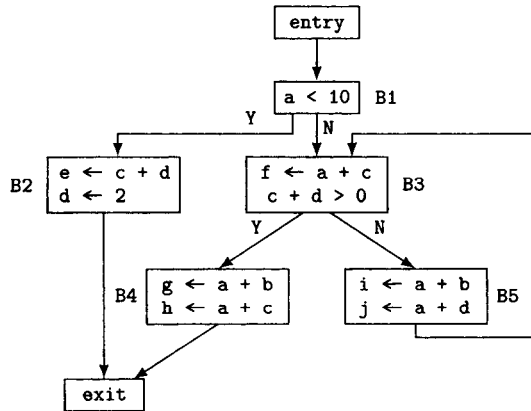 entry
a < 10 B1
Y N
B2 e ← c + d
d ← 2
f ← a + c B3
c + d > 0
Y N
B4 g ← a + b
h ← a + c
i ← a + b B5
j ← a + d
exit